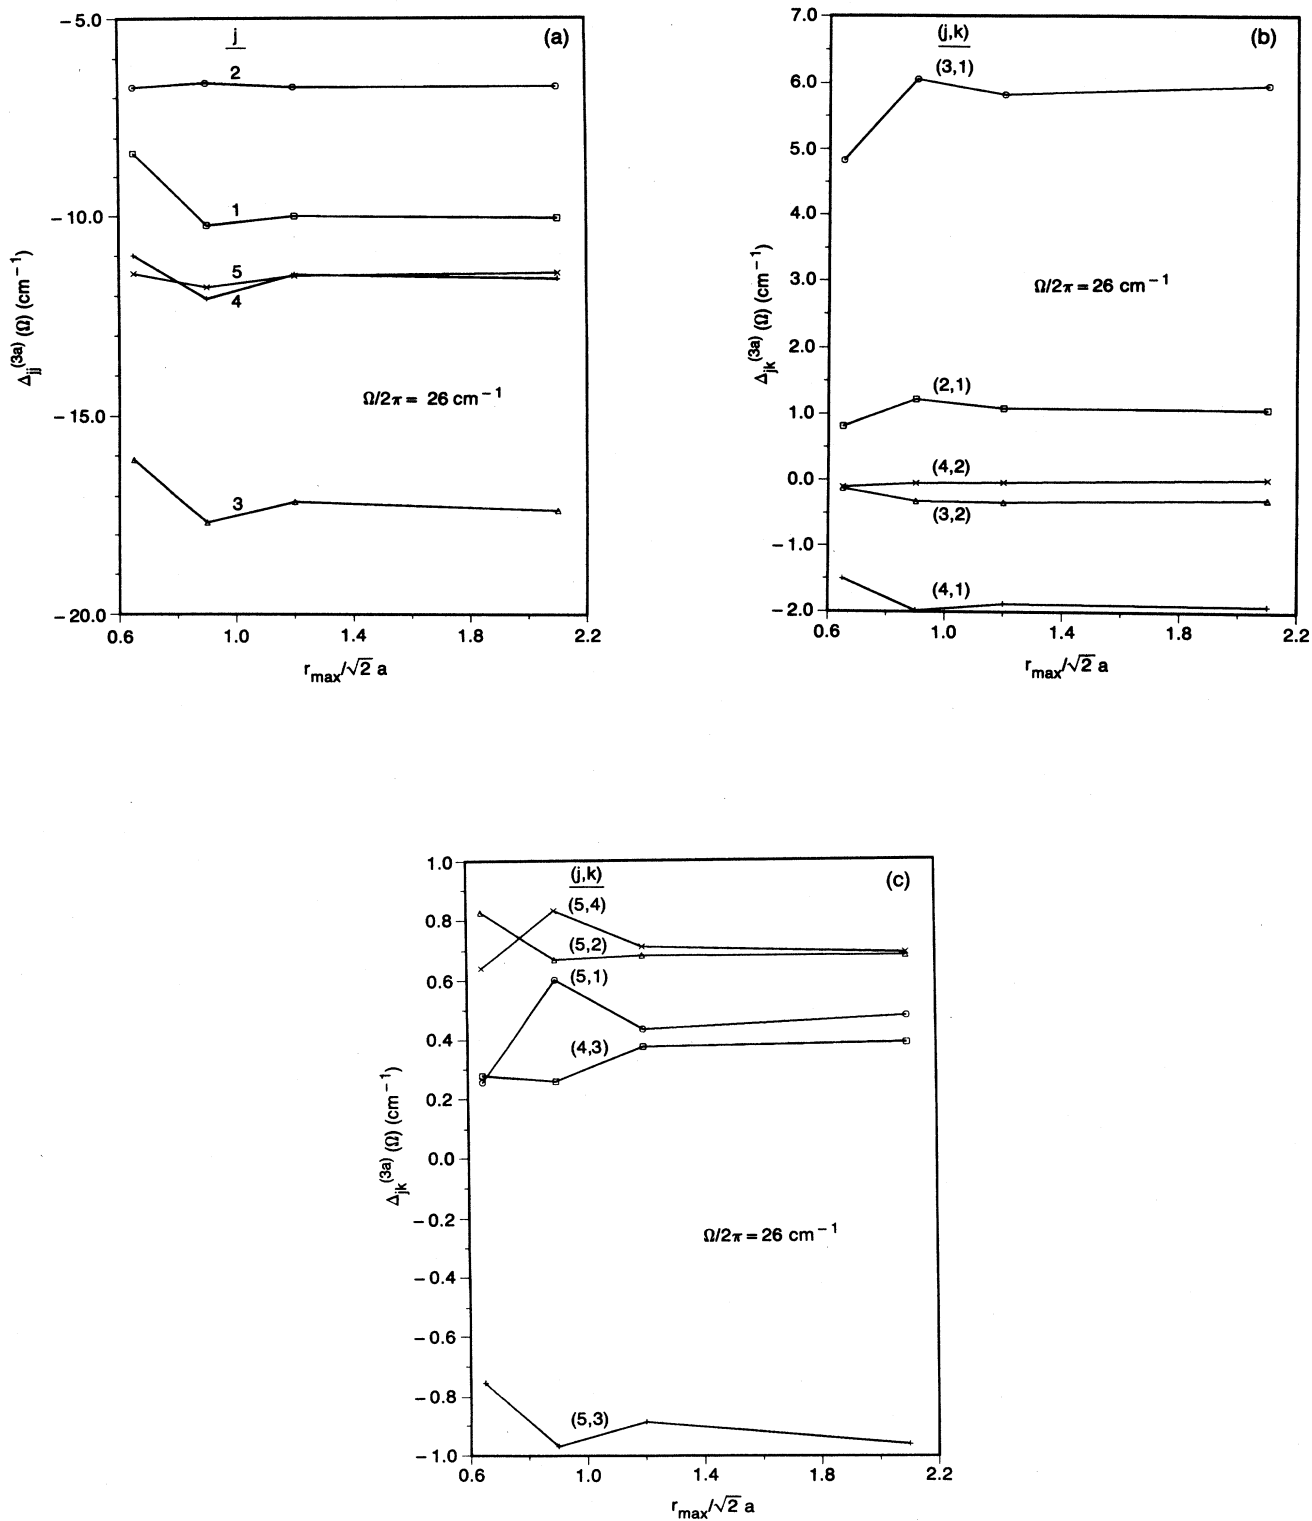 −5.0
−10.0
−15.0
−20.0
0.6 1.0 1.4 1.8 2.2
j
2
1
5
4
3
(a)
Ω/2π = 26 cm⁻¹
Δjj(3a) (Ω) (cm⁻¹)
rmax/√2 a
7.0
6.0
5.0
4.0
3.0
2.0
1.0
0.0
−1.0
−2.0
0.6 1.0 1.4 1.8 2.2
(j,k)
(3,1)
(2,1)
(4,2)
(3,2)
(4,1)
(b)
Ω/2π = 26 cm⁻¹
Δjk(3a) (Ω) (cm⁻¹)
rmax/√2 a
1.0
0.8
0.6
0.4
0.2
0.0
−0.2
−0.4
−0.6
−0.8
−1.0
0.6 1.0 1.4 1.8 2.2
(j,k)
(5,4)
(5,2)
(5,1)
(4,3)
(5,3)
(c)
Ω/2π = 26 cm⁻¹
Δjk(3a) (Ω) (cm⁻¹)
rmax/√2 a